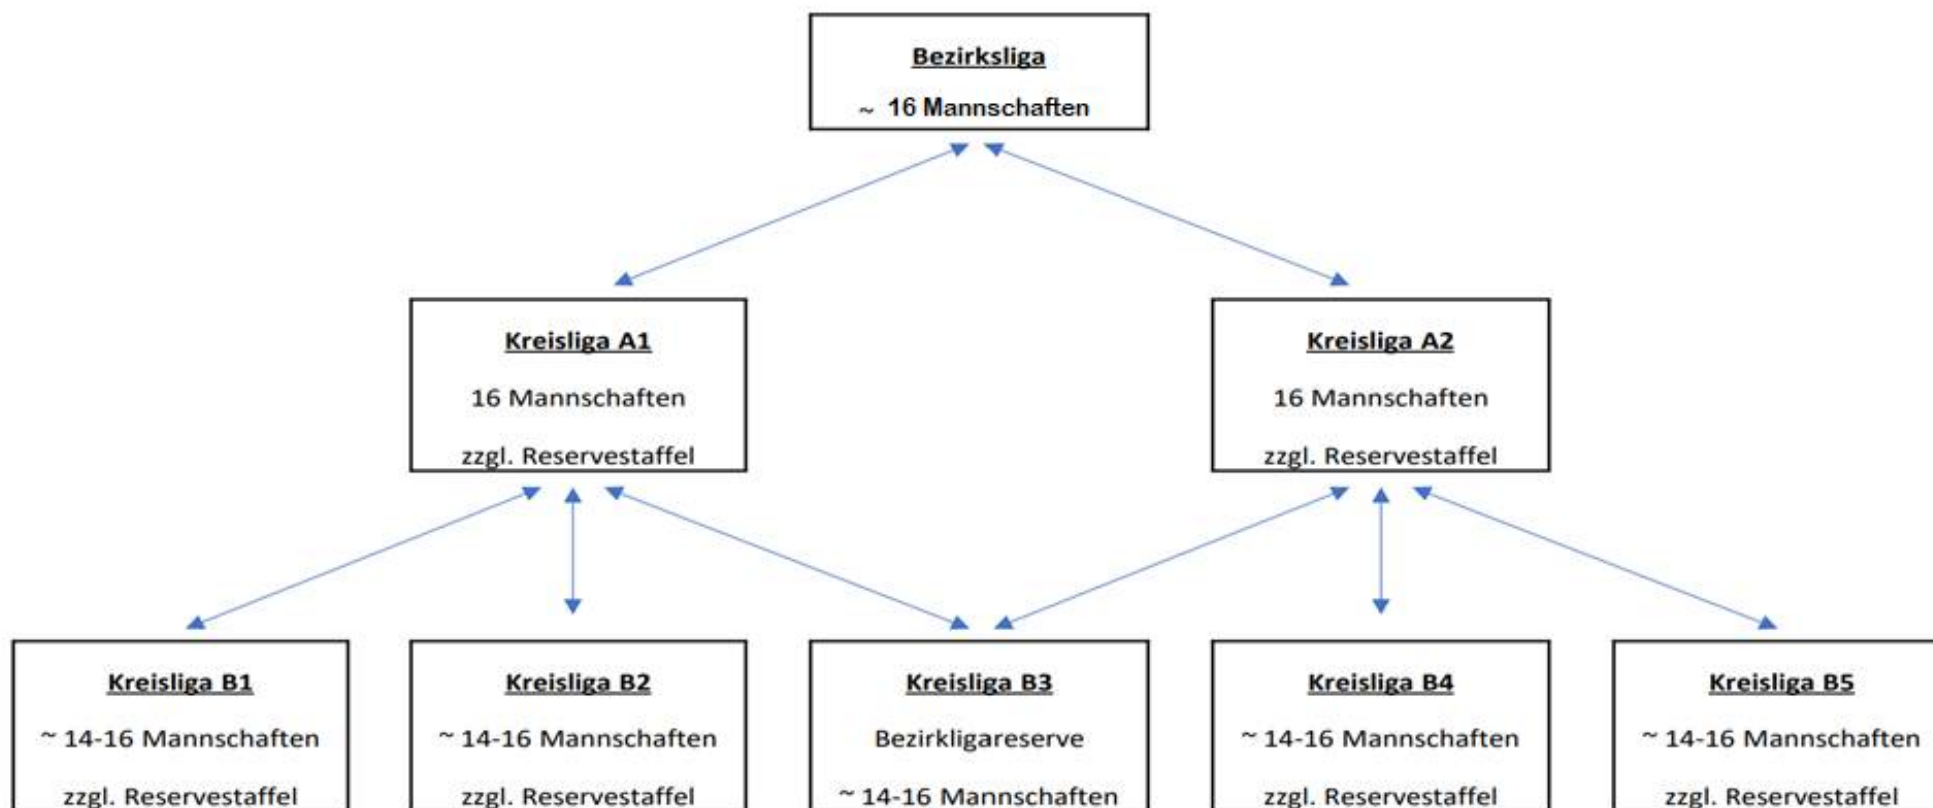 Bezirksliga
~ 16 Mannschaften
Kreisliga A1
16 Mannschaften
zzgl. Reservestaffel
Kreisliga A2
16 Mannschaften
zzgl. Reservestaffel
Kreisliga B1
~ 14-16 Mannschaften
zzgl. Reservestaffel
Kreisliga B2
~ 14-16 Mannschaften
zzgl. Reservestaffel
Kreisliga B3
Bezirkligareserve
~ 14-16 Mannschaften
Kreisliga B4
~ 14-16 Mannschaften
zzgl. Reservestaffel
Kreisliga B5
~ 14-16 Mannschaften
zzgl. Reservestaffel